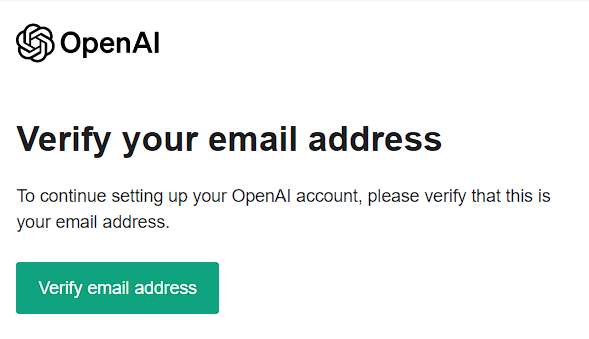 OpenAI
Verify your email address
To continue setting up your OpenAI account, please verify that this is
your email address.
Verify email address